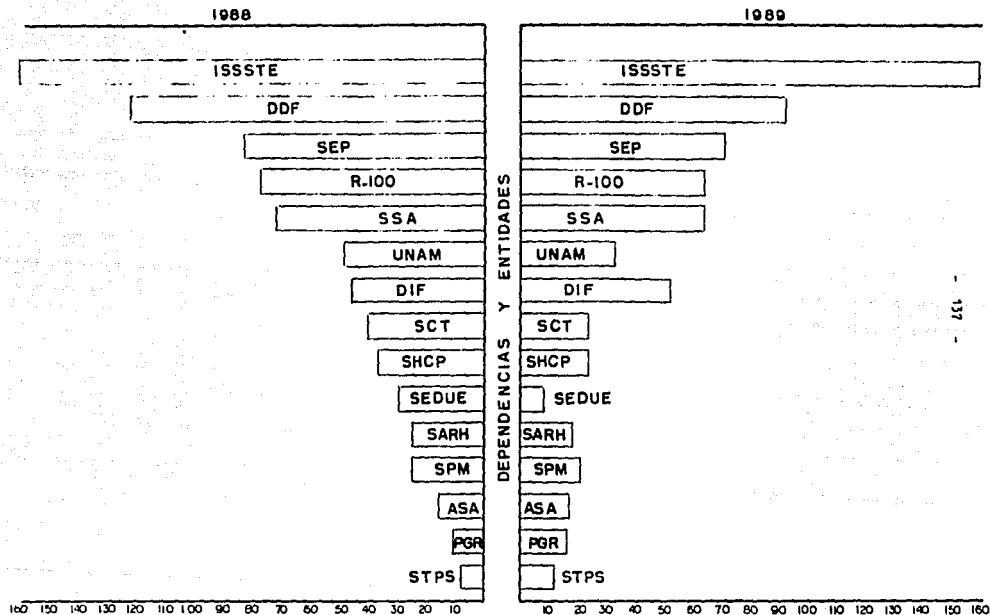 1988 1989
ISSSTE ISSSTE
DDF DDF
SEP SEP
R-100 R-100
SSA SSA
UNAM UNAM
DIF DIF
SCT SCT
SHCP SHCP
SEDUE SEDUE
SARH SARH
SPM SPM
ASA ASA
PGR PGR
STPS STPS
DEPENDENCIAS Y ENTIDADES
160 150 140 130 120 110 100 90 80 70 60 50 40 30 20 10 10 20 30 40 50 60 70 80 90 100 110 120 130 140 150 160
- 137 -